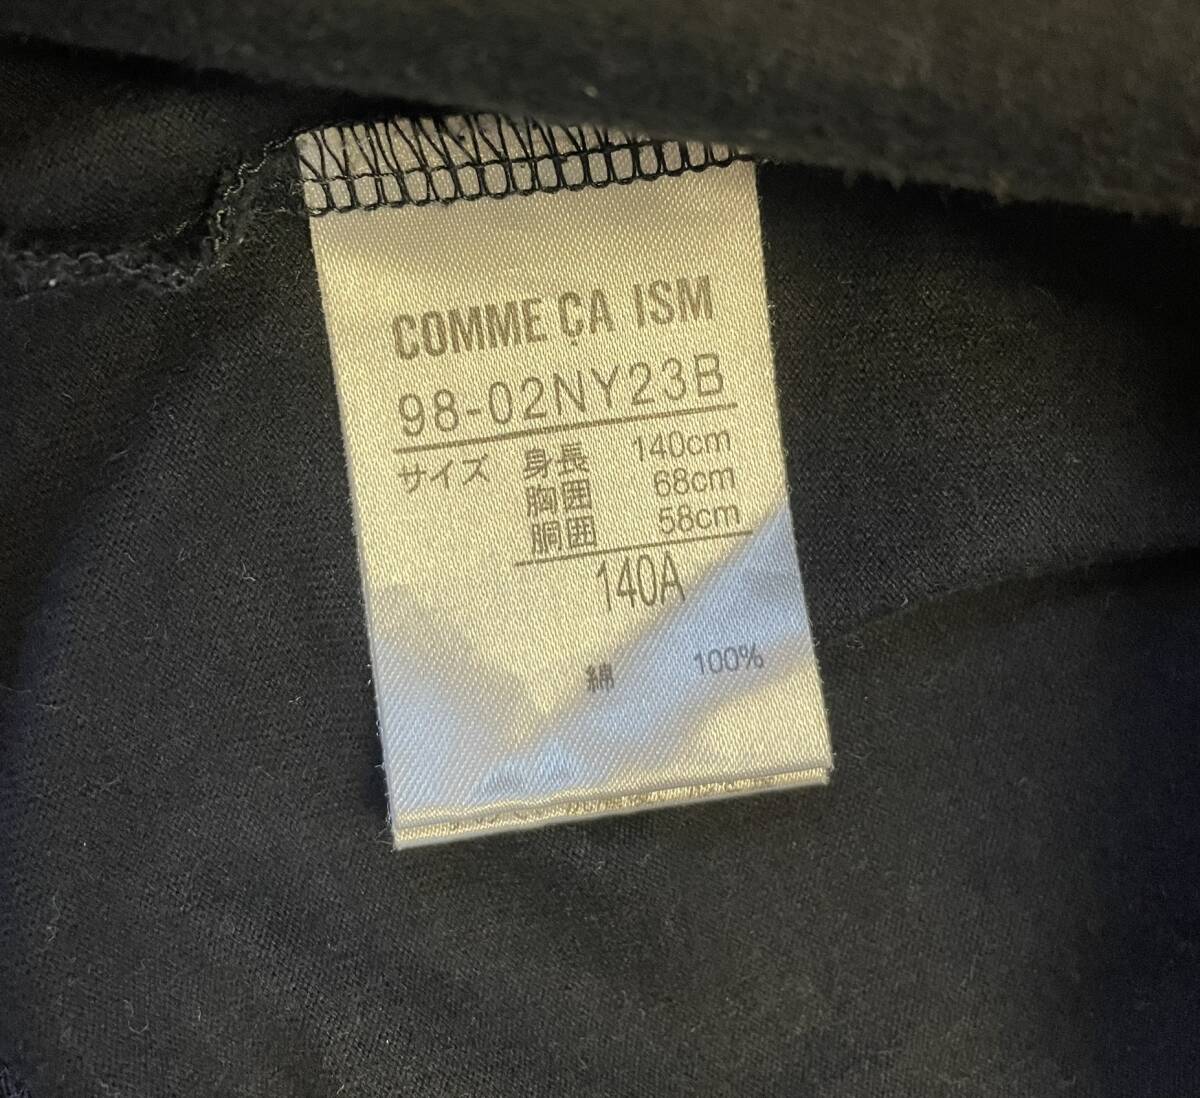 COMME ÇA ISM
98-02NY23B
サイズ 身長 140cm
胸囲 68cm
胴囲 58cm
140A
綿 100%